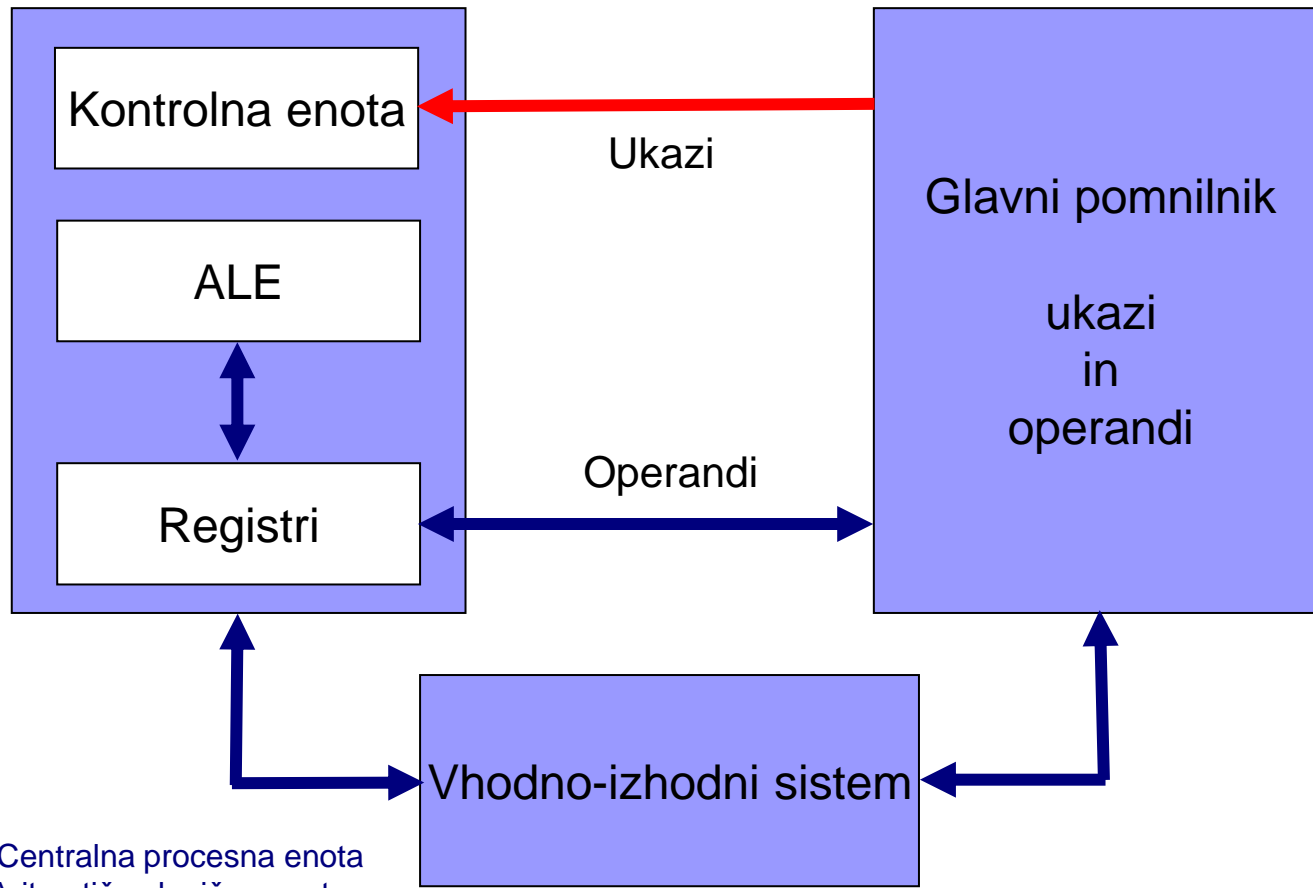 Kontrolna enota
Ukazi
Glavni pomnilnik
ALE
ukazi
in
operandi
Operandi
Registri
Vhodno-izhodni sistem
Centralna procesna enota